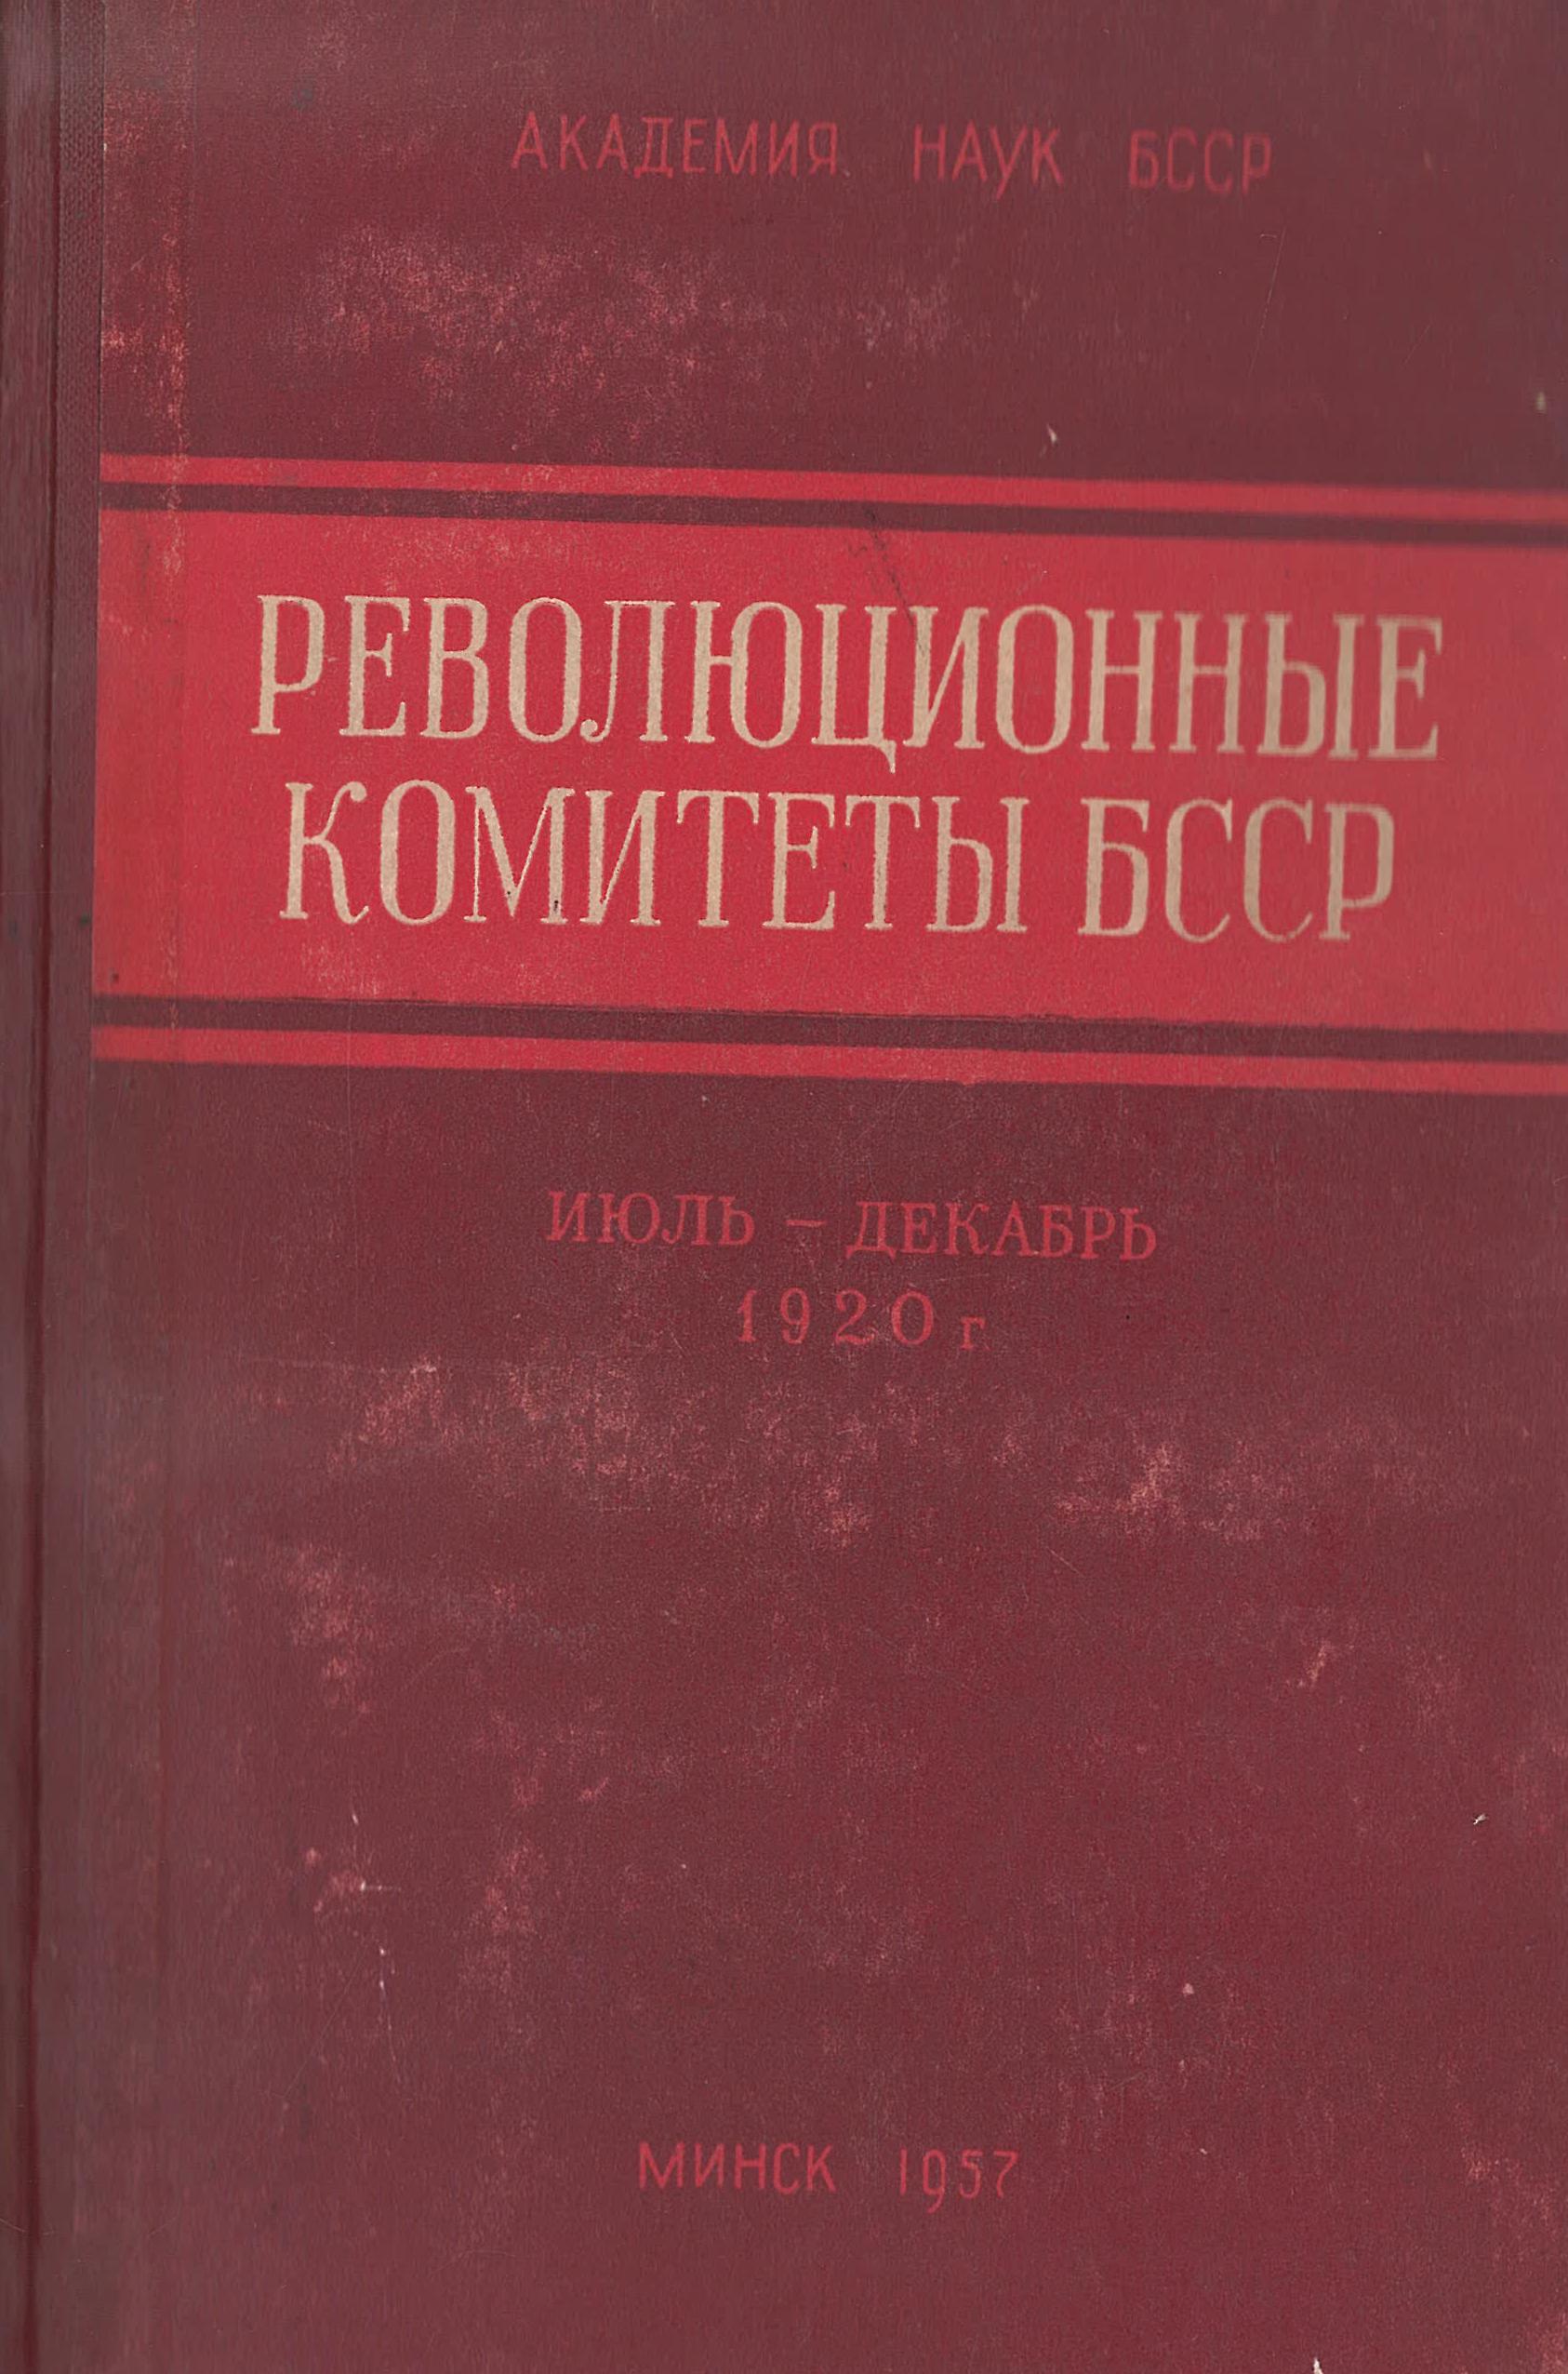 АКАДЕМИЯ НАУК БССР
РЕВОЛЮЦИОННЫЕ
КОМИТЕТЫ БССР
ИЮЛЬ – ДЕКАБРЬ
1920 г.
МИНСК 1957